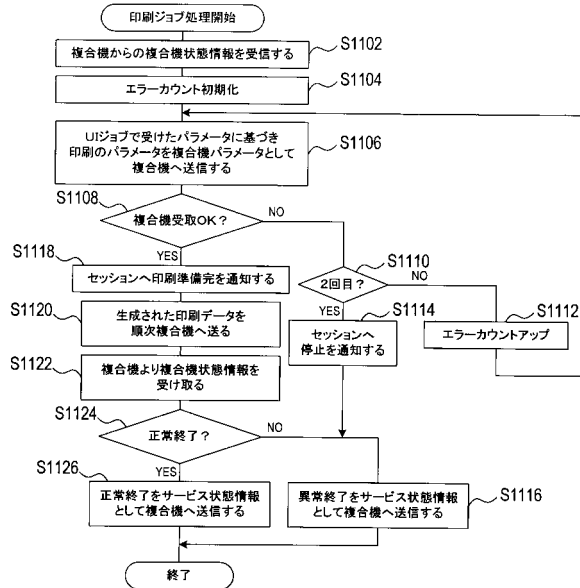 印刷ジョブ処理開始
S1102
複合機からの複合機状態情報を受信する
S1104
エラーカウント初期化
UIジョブで受けたパラメータに基づき
印刷のパラメータを複合機パラメータとして
複合機へ送信する
S1106
S1108
複合機受取OK?
NO
YES
S1110
2回目?
NO
YES
S1118
セッションへ印刷準備完を通知する
S1114
セッションへ
停止を通知する
S1112
エラーカウントアップ
S1120
生成された印刷データを
順次複合機へ送る
S1122
複合機より複合機状態情報を
受け取る
S1124
正常終了?
NO
YES
S1126
正常終了をサービス状態情報
として複合機へ送信する
異常終了をサービス状態情報
として複合機へ送信する
S1116
終了